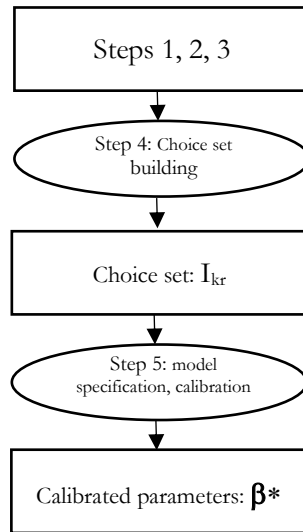 Steps 1, 2, 3
Step 4: Choice set
building
Choice set: Ikr
Step 5: model
specification, calibration
Calibrated parameters: β*